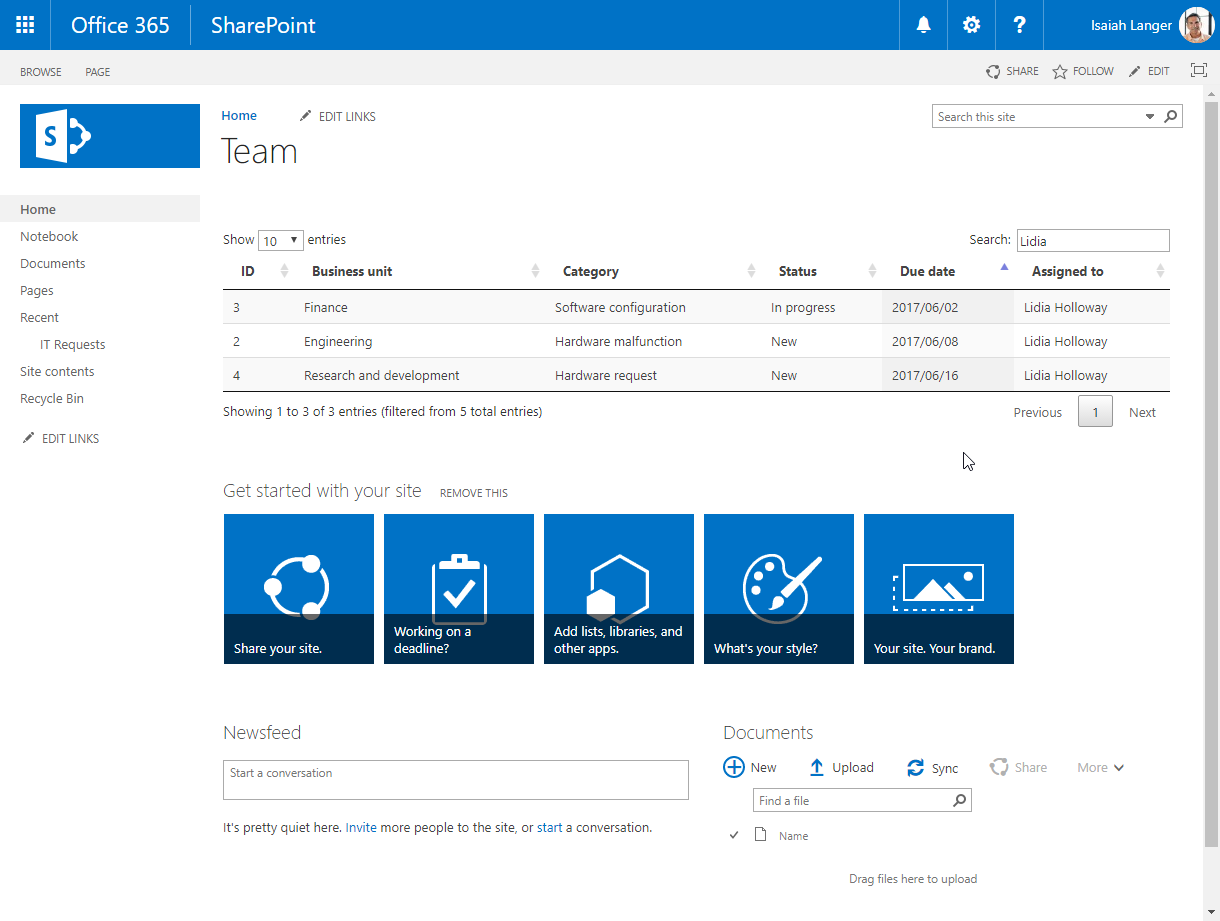 Office 365 SharePoint Isaiah Langer
BROWSE PAGE SHARE FOLLOW EDIT
S
Home EDIT LINKS Search this site
Team
Home
Notebook
Documents
Pages
Recent
IT Requests
Site contents
Recycle Bin
EDIT LINKS
Show 10 entries Search: Lidia
ID Business unit Category Status Due date Assigned to
3 Finance Software configuration In progress 2017/06/02 Lidia Holloway
2 Engineering Hardware malfunction New 2017/06/08 Lidia Holloway
4 Research and development Hardware request New 2017/06/16 Lidia Holloway
Showing 1 to 3 of 3 entries (filtered from 5 total entries) Previous 1 Next
Get started with your site REMOVE THIS
Share your site.
Working on a
deadline?
Add lists, libraries, and
other apps.
What's your style?
Your site. Your brand.
Newsfeed
Start a conversation
It's pretty quiet here. Invite more people to the site, or start a conversation.
Documents
New Upload Sync Share More
Find a file
Name
Drag files here to upload